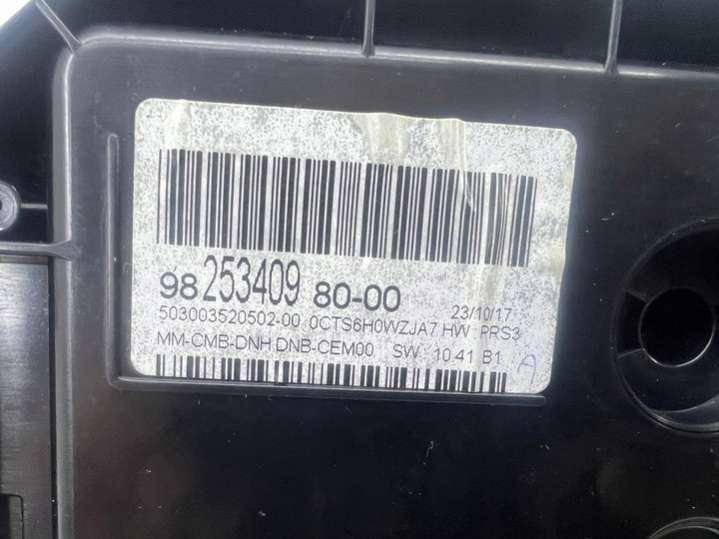 98 253409 80-00
23/10/17
503003520502-00 0CTS6H0WZJA7 HW : PRS3
MM-CMB-DNH DNB-CEM00 SW : 10.41 B1
A